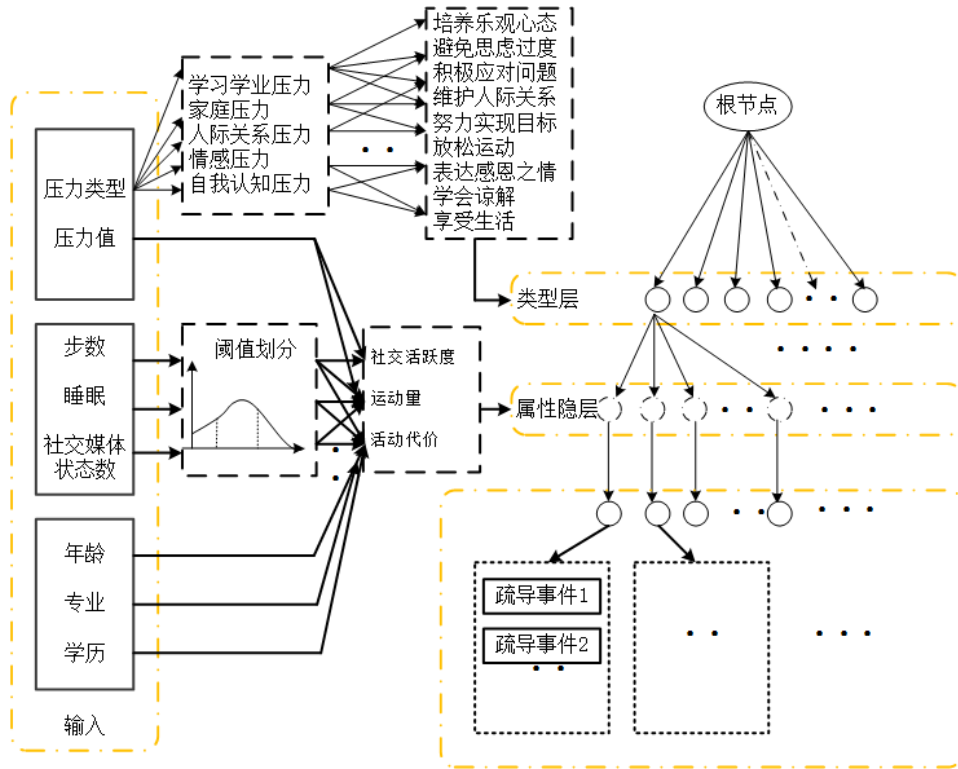 压力类型
压力值
步数
睡眠
社交媒体
状态数
年龄
专业
学历
输入
学习学业压力
家庭压力
人际关系压力
情感压力
自我认知压力
培养乐观心态
避免思虑过度
积极应对问题
维护人际关系
努力实现目标
放松运动
表达感恩之情
学会谅解
享受生活
阈值划分
社交活跃度
运动量
活动代价
根节点
类型层
属性隐层
疏导事件1
疏导事件2